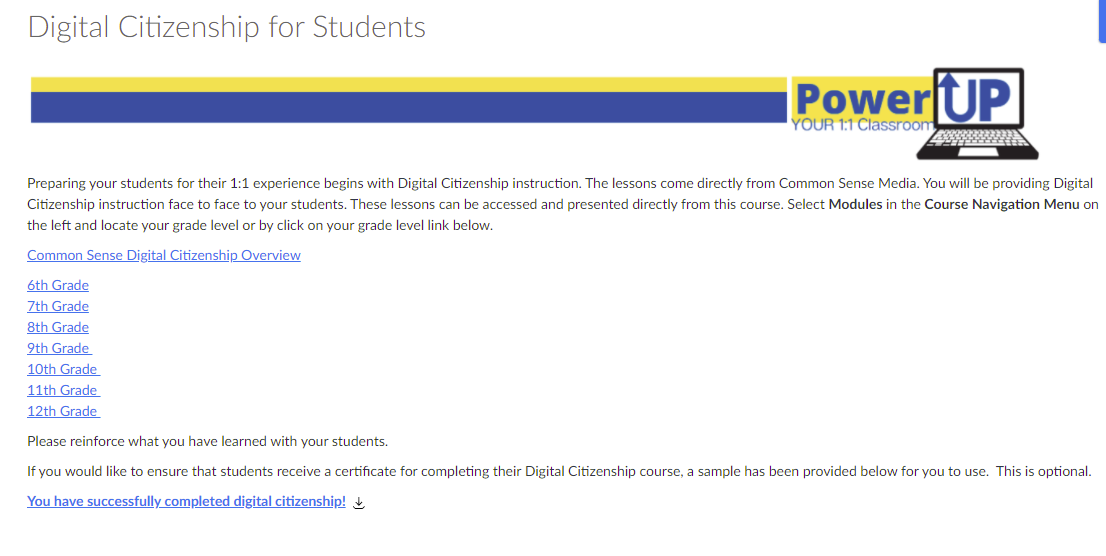 Digital Citizenship for Students
Power UP
YOUR 1:1 Classroom
Preparing your students for their 1:1 experience begins with Digital Citizenship instruction. The lessons come directly from Common Sense Media. You will be providing Digital
Citizenship instruction face to face to your students. These lessons can be accessed and presented directly from this course. Select Modules in the Course Navigation Menu on
the left and locate your grade level or by click on your grade level link below.
Common Sense Digital Citizenship Overview
6th Grade
7th Grade
8th Grade
9th Grade
10th Grade
11th Grade
12th Grade
Please reinforce what you have learned with your students.
If you would like to ensure that students receive a certificate for completing their Digital Citizenship course, a sample has been provided below for you to use.  This is optional.
You have successfully completed digital citizenship!